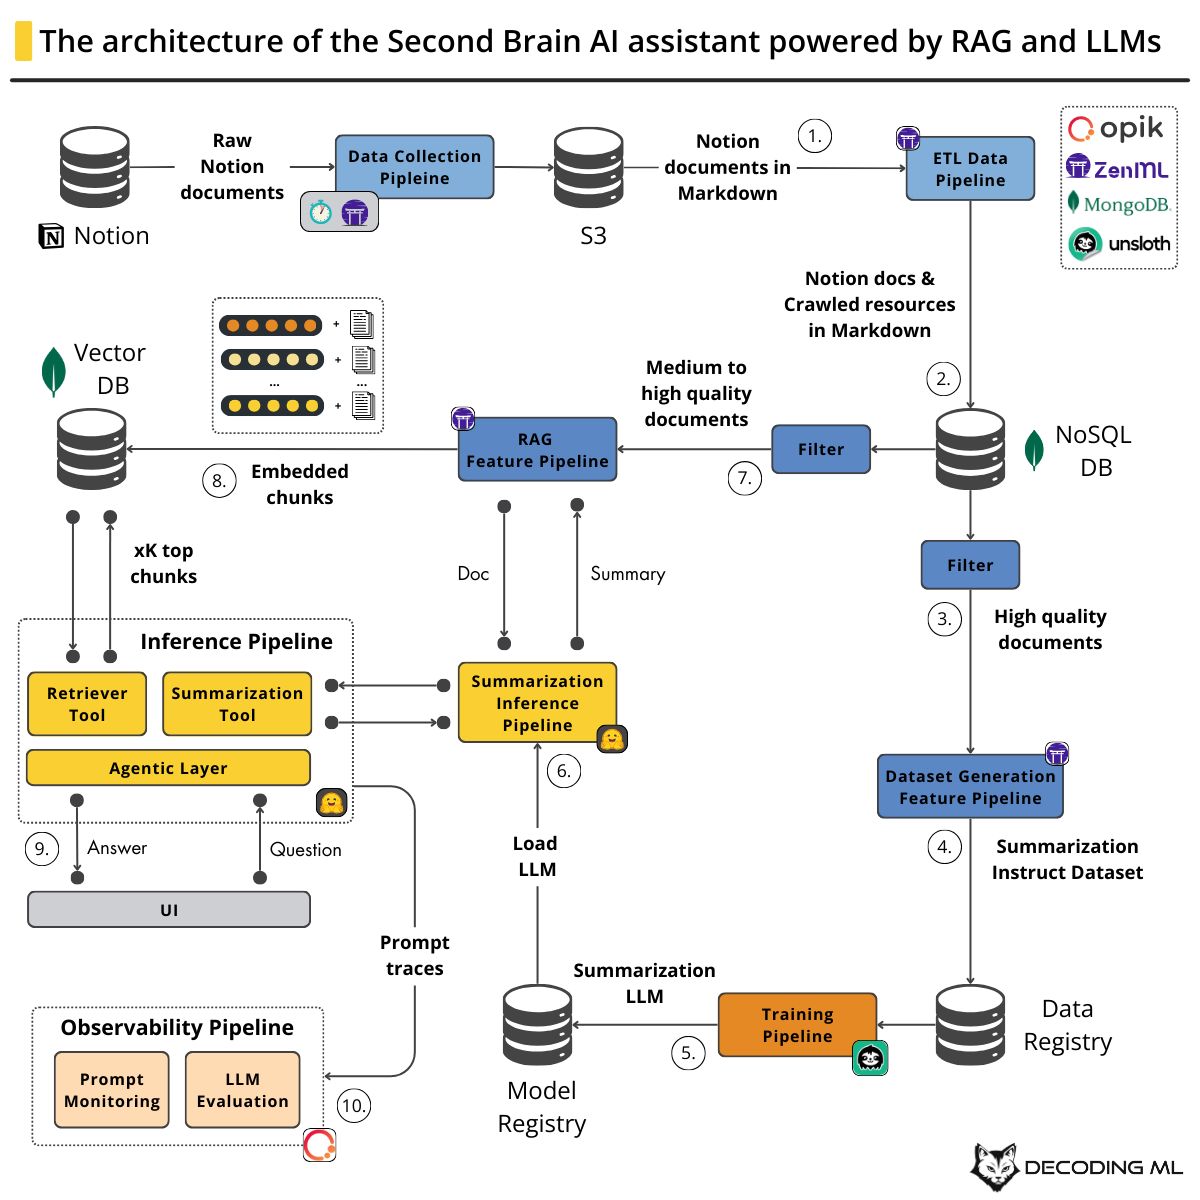 The architecture of the Second Brain AI assistant powered by RAG and LLMs
Raw
Notion
documents
Data Collection
Pipleine
Notion
documents in
Markdown
1.
ETL Data
Pipeline
opik
ZenML
MongoDB.
unsloth
N Notion
S3
Notion docs &
Crawled resources
in Markdown
2.
Vector
DB
...
...
Medium to
high quality
documents
RAG
Feature Pipeline
Filter
NoSQL
DB
8.
Embedded
chunks
7.
xK top
chunks
Doc
Summary
Filter
3.
High quality
documents
Inference Pipeline
Retriever
Tool
Summarization
Tool
Agentic Layer
Summarization
Inference
Pipeline
6.
Dataset Generation
Feature Pipeline
9.
Answer
Question
UI
Load
LLM
4.
Summarization
Instruct Dataset
Prompt
traces
Summarization
LLM
Training
Pipeline
5.
Data
Registry
Model
Registry
Observability Pipeline
Prompt
Monitoring
LLM
Evaluation
10.
DECODING ML